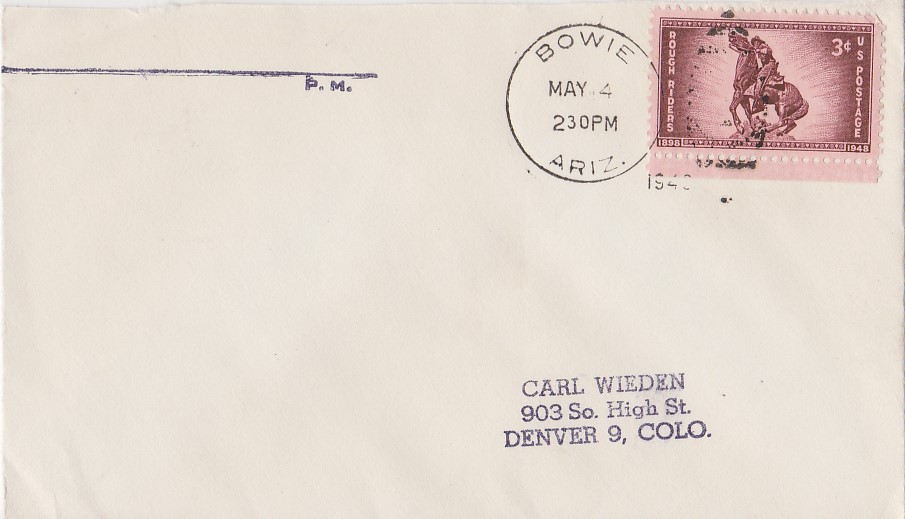 P. M.
BOWIE
MAY 4
230PM
ARIZ.
ROUGH RIDERS
3¢
U S POSTAGE
1898
1948
CARL WIEDEN
903 So. High St.
DENVER 9, COLO.